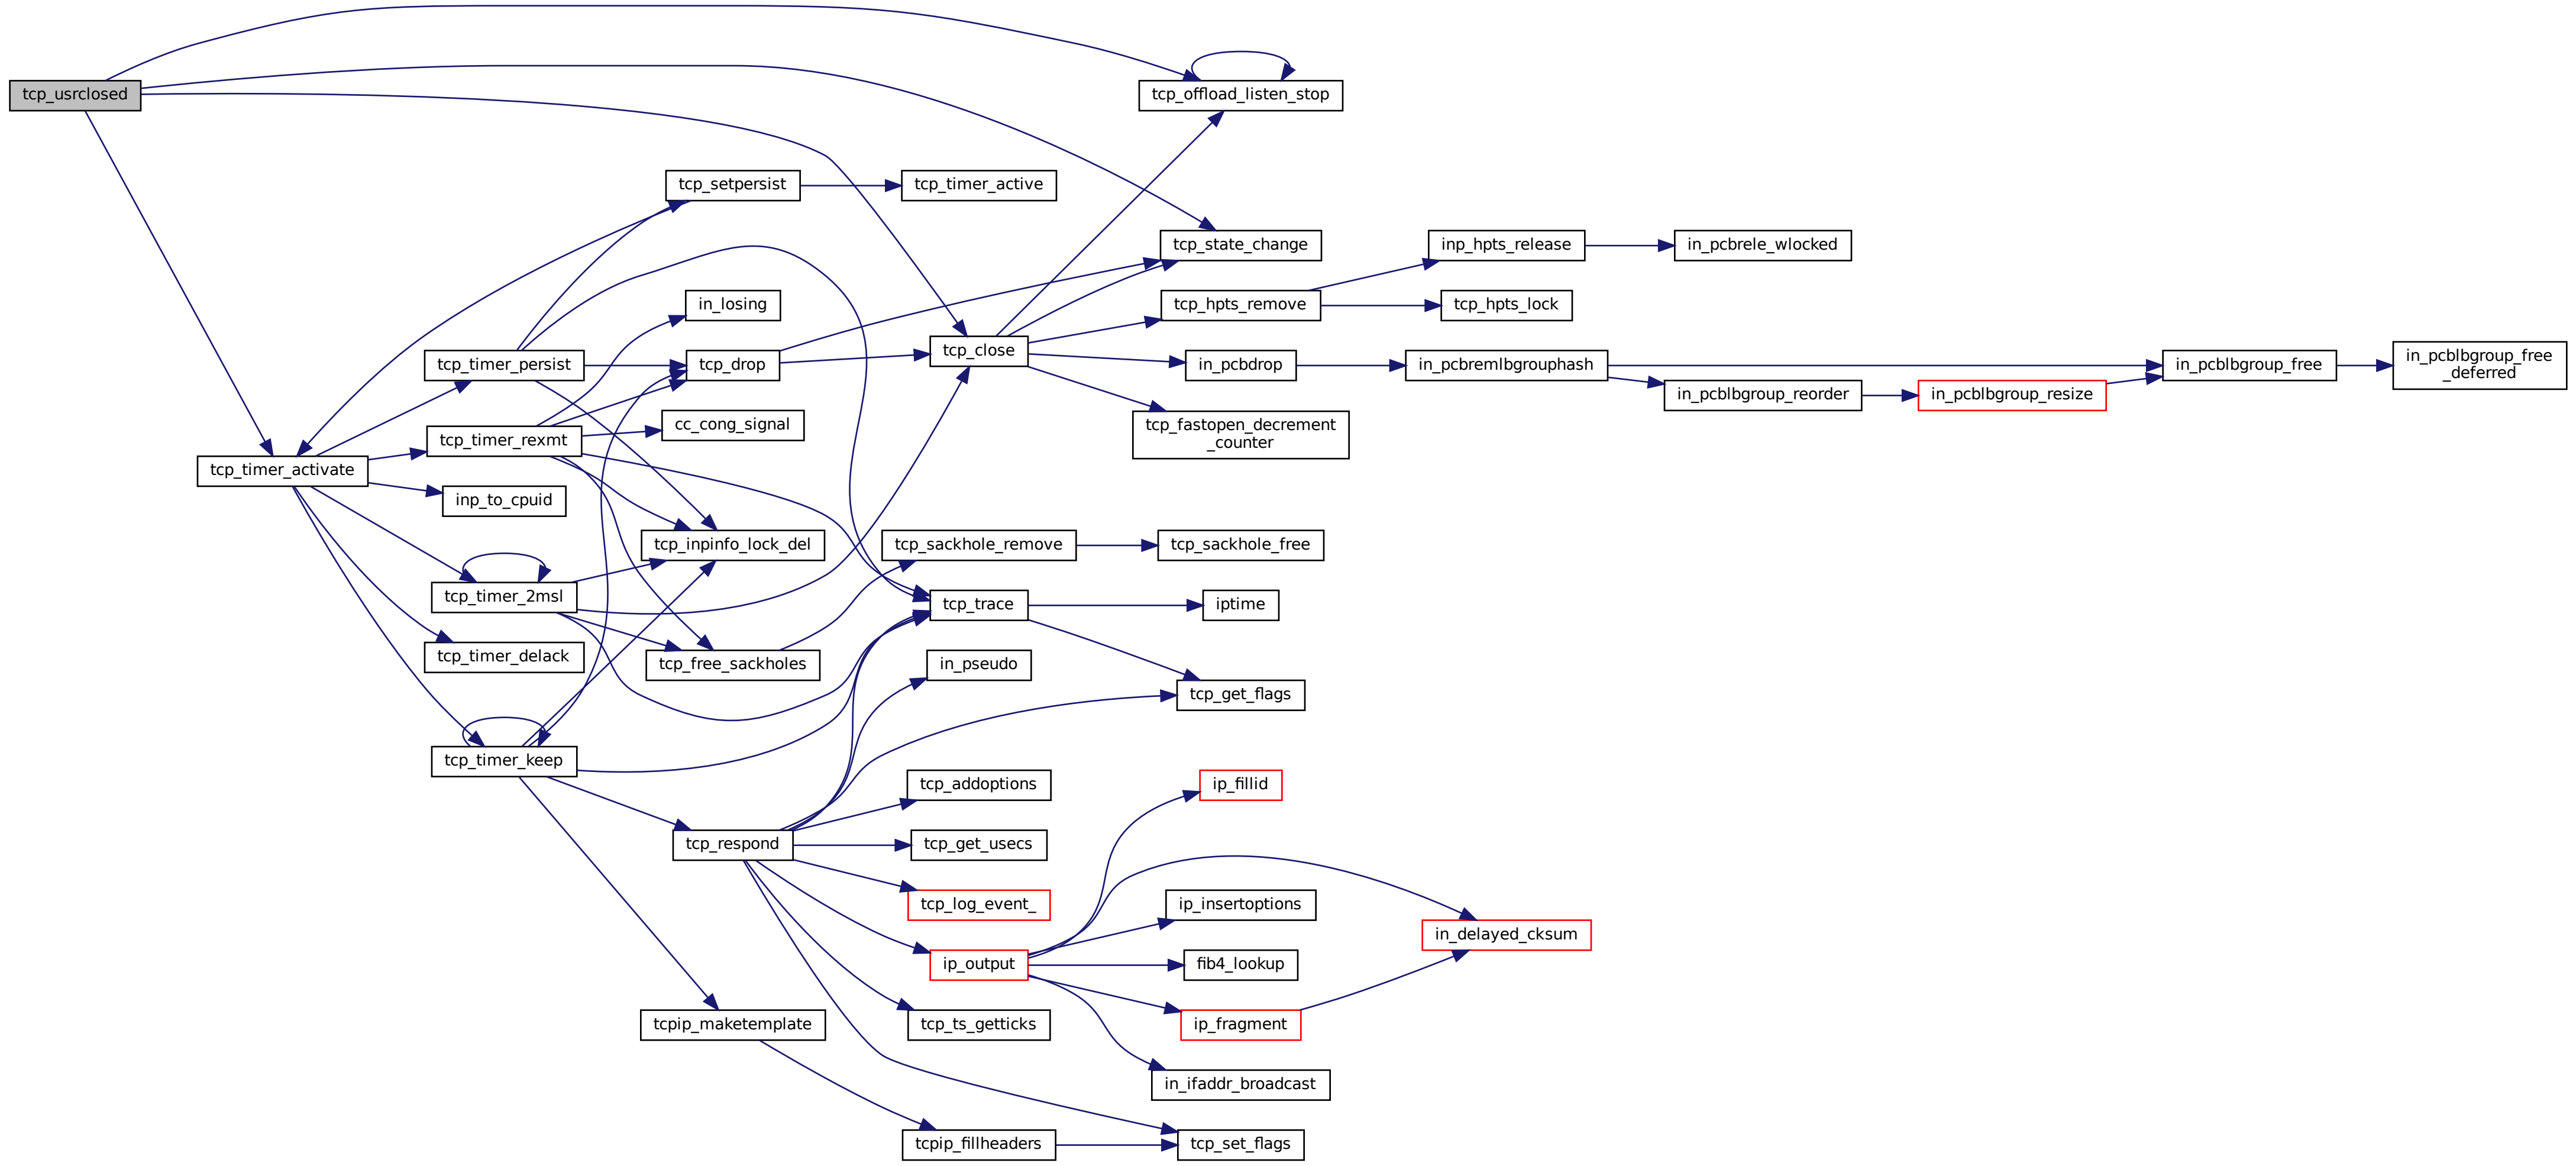 tcp_usrclosed
tcp_offload_listen_stop
tcp_setpersist
tcp_timer_active
tcp_state_change
inp_hpts_release
in_pcbrele_wlocked
in_losing
tcp_hpts_remove
tcp_hpts_lock
tcp_timer_persist
tcp_drop
tcp_close
in_pcbdrop
in_pcbremlbgrouphash
in_pcblbgroup_free
in_pcblbgroup_free
_deferred
in_pcblbgroup_reorder
in_pcblbgroup_resize
tcp_timer_rexmt
cc_cong_signal
tcp_fastopen_decrement
_counter
tcp_timer_activate
inp_to_cpuid
tcp_inpinfo_lock_del
tcp_sackhole_remove
tcp_sackhole_free
tcp_timer_2msl
tcp_trace
iptime
tcp_timer_delack
tcp_free_sackholes
in_pseudo
tcp_get_flags
tcp_timer_keep
tcp_addoptions
ip_fillid
tcp_respond
tcp_get_usecs
tcp_log_event_
ip_insertoptions
in_delayed_cksum
ip_output
fib4_lookup
tcpip_maketemplate
tcp_ts_getticks
ip_fragment
in_ifaddr_broadcast
tcpip_fillheaders
tcp_set_flags